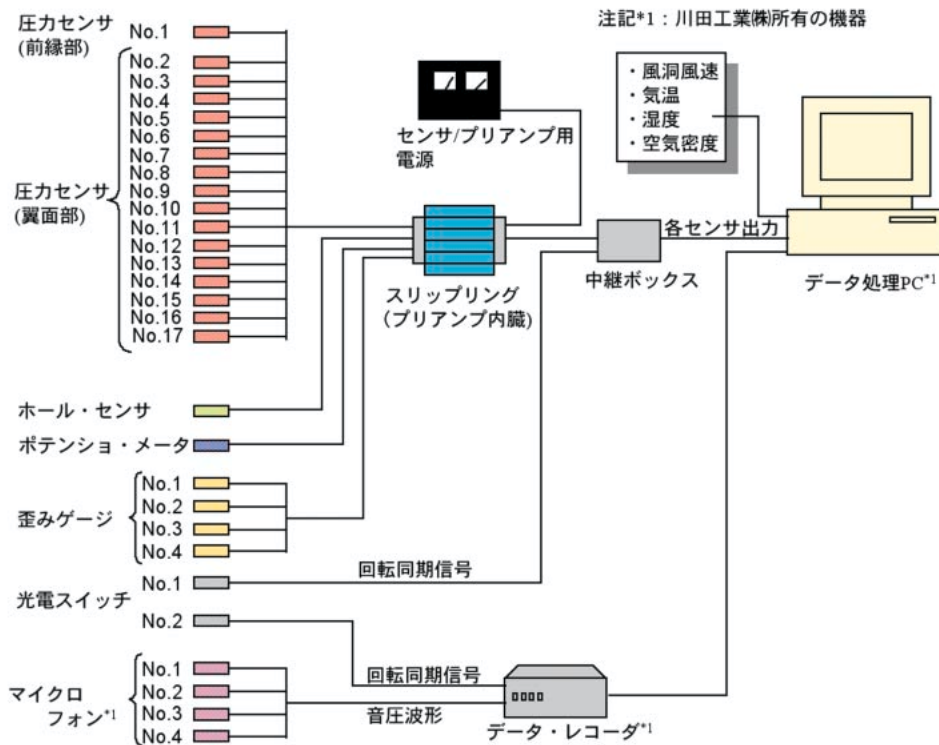 注記*1：川田工業㈱所有の機器
圧力センサ
(前縁部)
No.1
圧力センサ
(翼面部)
No.2
No.3
No.4
No.5
No.6
No.7
No.8
No.9
No.10
No.11
No.12
No.13
No.14
No.15
No.16
No.17
センサ/プリアンプ用
電源
・風洞風速
・気温
・湿度
・空気密度
スリップリング
（プリアンプ内臓)
中継ボックス
各センサ出力
データ処理PC*1
ホール・センサ
ポテンショ・メータ
歪みゲージ
No.1
No.2
No.3
No.4
光電スイッチ
No.1
No.2
回転同期信号
マイクロ
フォン*1
No.1
No.2
No.3
No.4
回転同期信号
音圧波形
データ・レコーダ*1